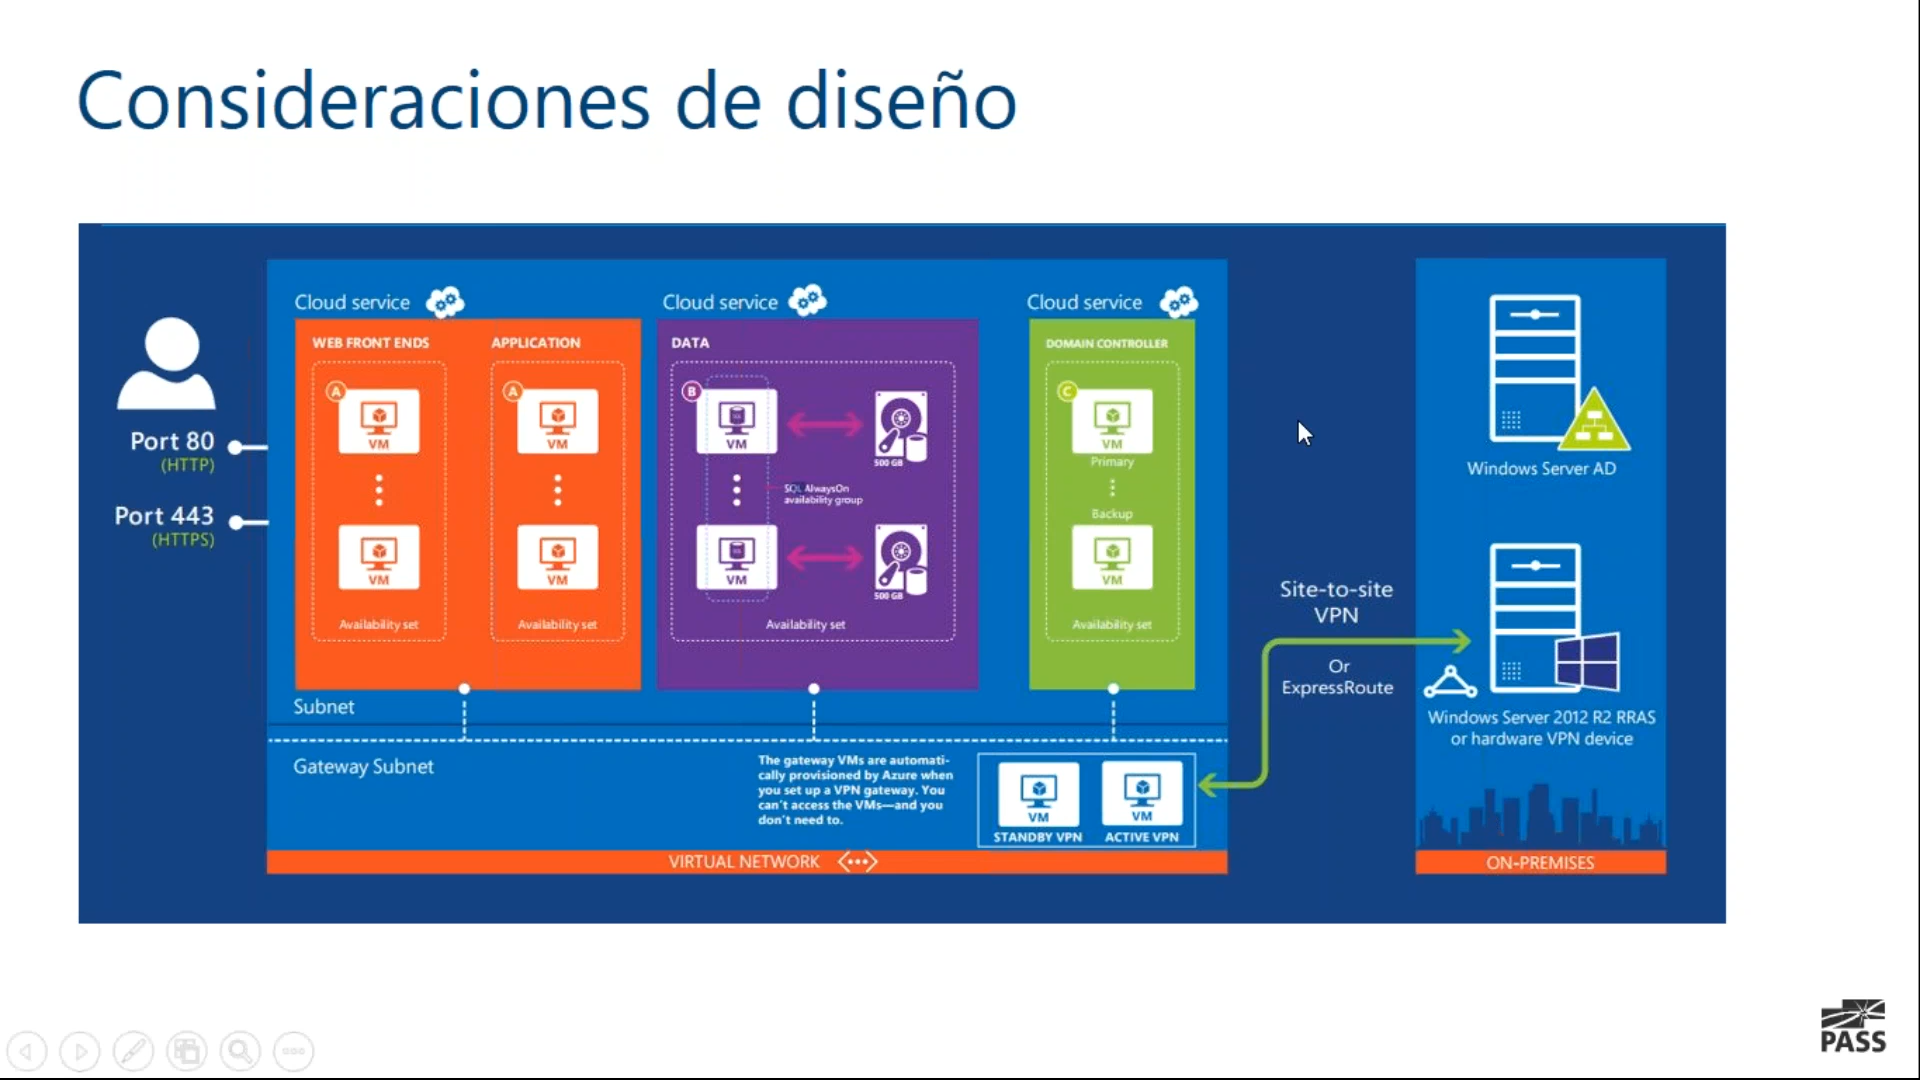 Consideraciones de diseño
Port 80
(HTTP)
Port 443
(HTTPS)
Cloud service
WEB FRONT ENDS
A
VM
VM
Availability set
APPLICATION
A
VM
VM
Availability set
Cloud service
DATA
B
VM
500 GB
SQL AlwaysOn
availability group
VM
500 GB
Availability set
Cloud service
DOMAIN CONTROLLER
C
VM
Primary
Backup
VM
Availability set
Subnet
Gateway Subnet
The gateway VMs are automati-
cally provisioned by Azure when
you set up a VPN gateway. You
can't access the VMs—and you
don't need to.
VM
STANDBY VPN
VM
ACTIVE VPN
VIRTUAL NETWORK
Site-to-site
VPN
Or
ExpressRoute
Windows Server AD
Windows Server 2012 R2 RRAS
or hardware VPN device
ON-PREMISES
PASS